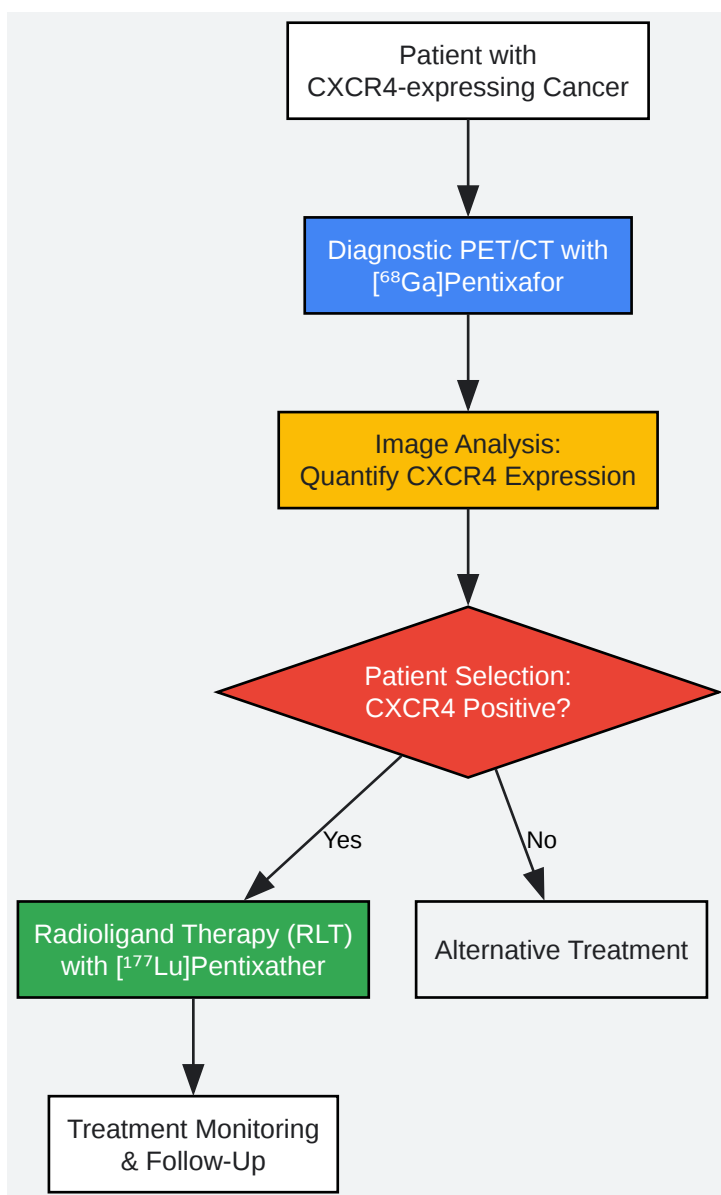 Patient with
CXCR4-expressing Cancer
Diagnostic PET/CT with
[⁶⁸Ga]Pentixafor
Image Analysis:
Quantify CXCR4 Expression
Patient Selection:
CXCR4 Positive?
Yes
No
Radioligand Therapy (RLT)
with [¹⁷⁷Lu]Pentixather
Alternative Treatment
Treatment Monitoring
& Follow-Up